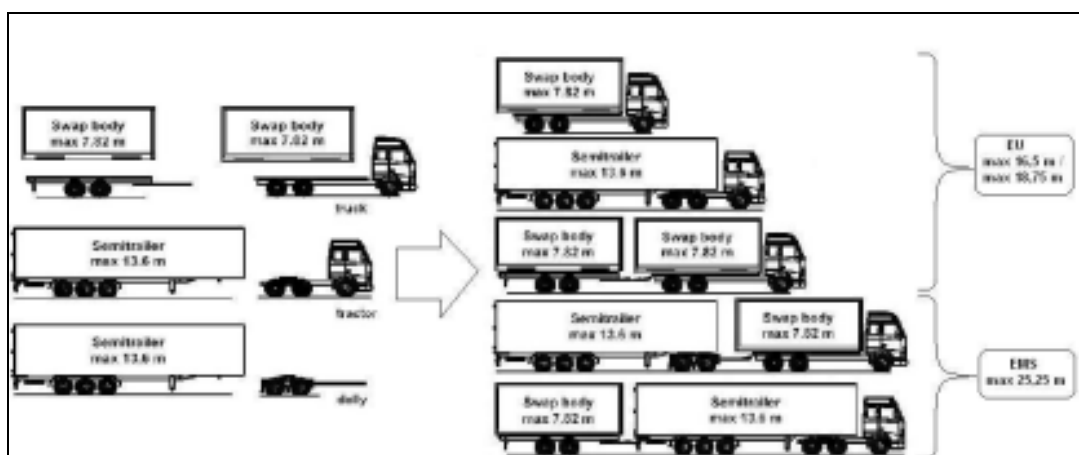 Swap body
max 7.82 m
Swap body
max 7.82 m
truck
Semitrailer
max 13.6 m
tractor
Semitrailer
max 13.6 m
dolly
Swap body
max 7.82 m
Semitrailer
max 13.6 m
Swap body
max 7.82 m
Swap body
max 7.82 m
Semitrailer
max 13.6 m
Swap body
max 7.82 m
Swap body
max 7.82 m
Semitrailer
max 13.6 m
EU
max 16,5 m /
max 18,75 m
EMS
max 25,25 m